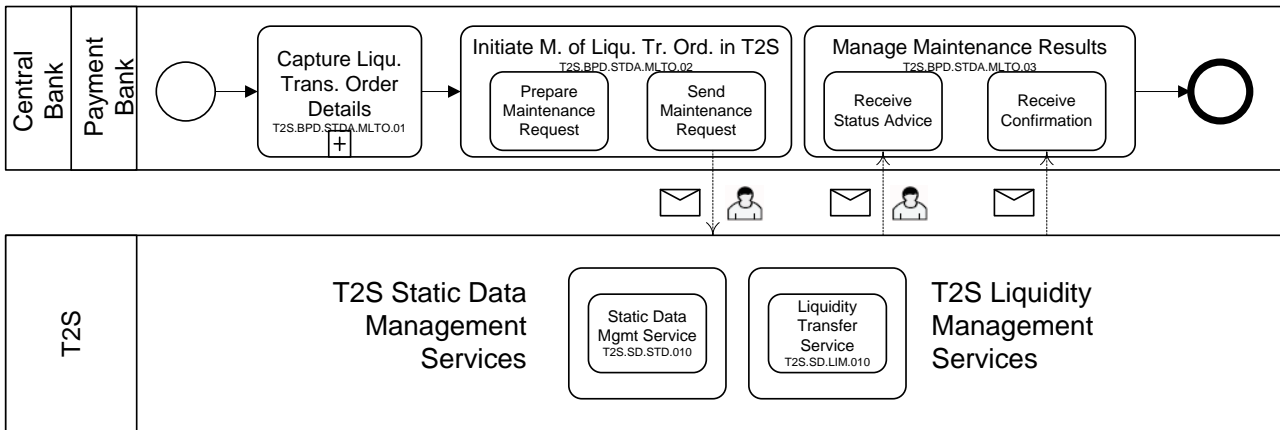 Central
Bank
Payment
Bank
Capture Liqu.
Trans. Order
Details
T2S.BPD.STDA.MLTO.01
Initiate M. of Liqu. Tr. Ord. in T2S
T2S.BPD.STDA.MLTO.02
Prepare
Maintenance
Request
Send
Maintenance
Request
Manage Maintenance Results
T2S.BPD.STDA.MLTO.03
Receive
Status Advice
Receive
Confirmation
T2S
T2S Static Data
Management
Services
Static Data
Mgmt Service
T2S.SD.STD.010
Liquidity
Transfer
Service
T2S.SD.LIM.010
T2S Liquidity
Management
Services